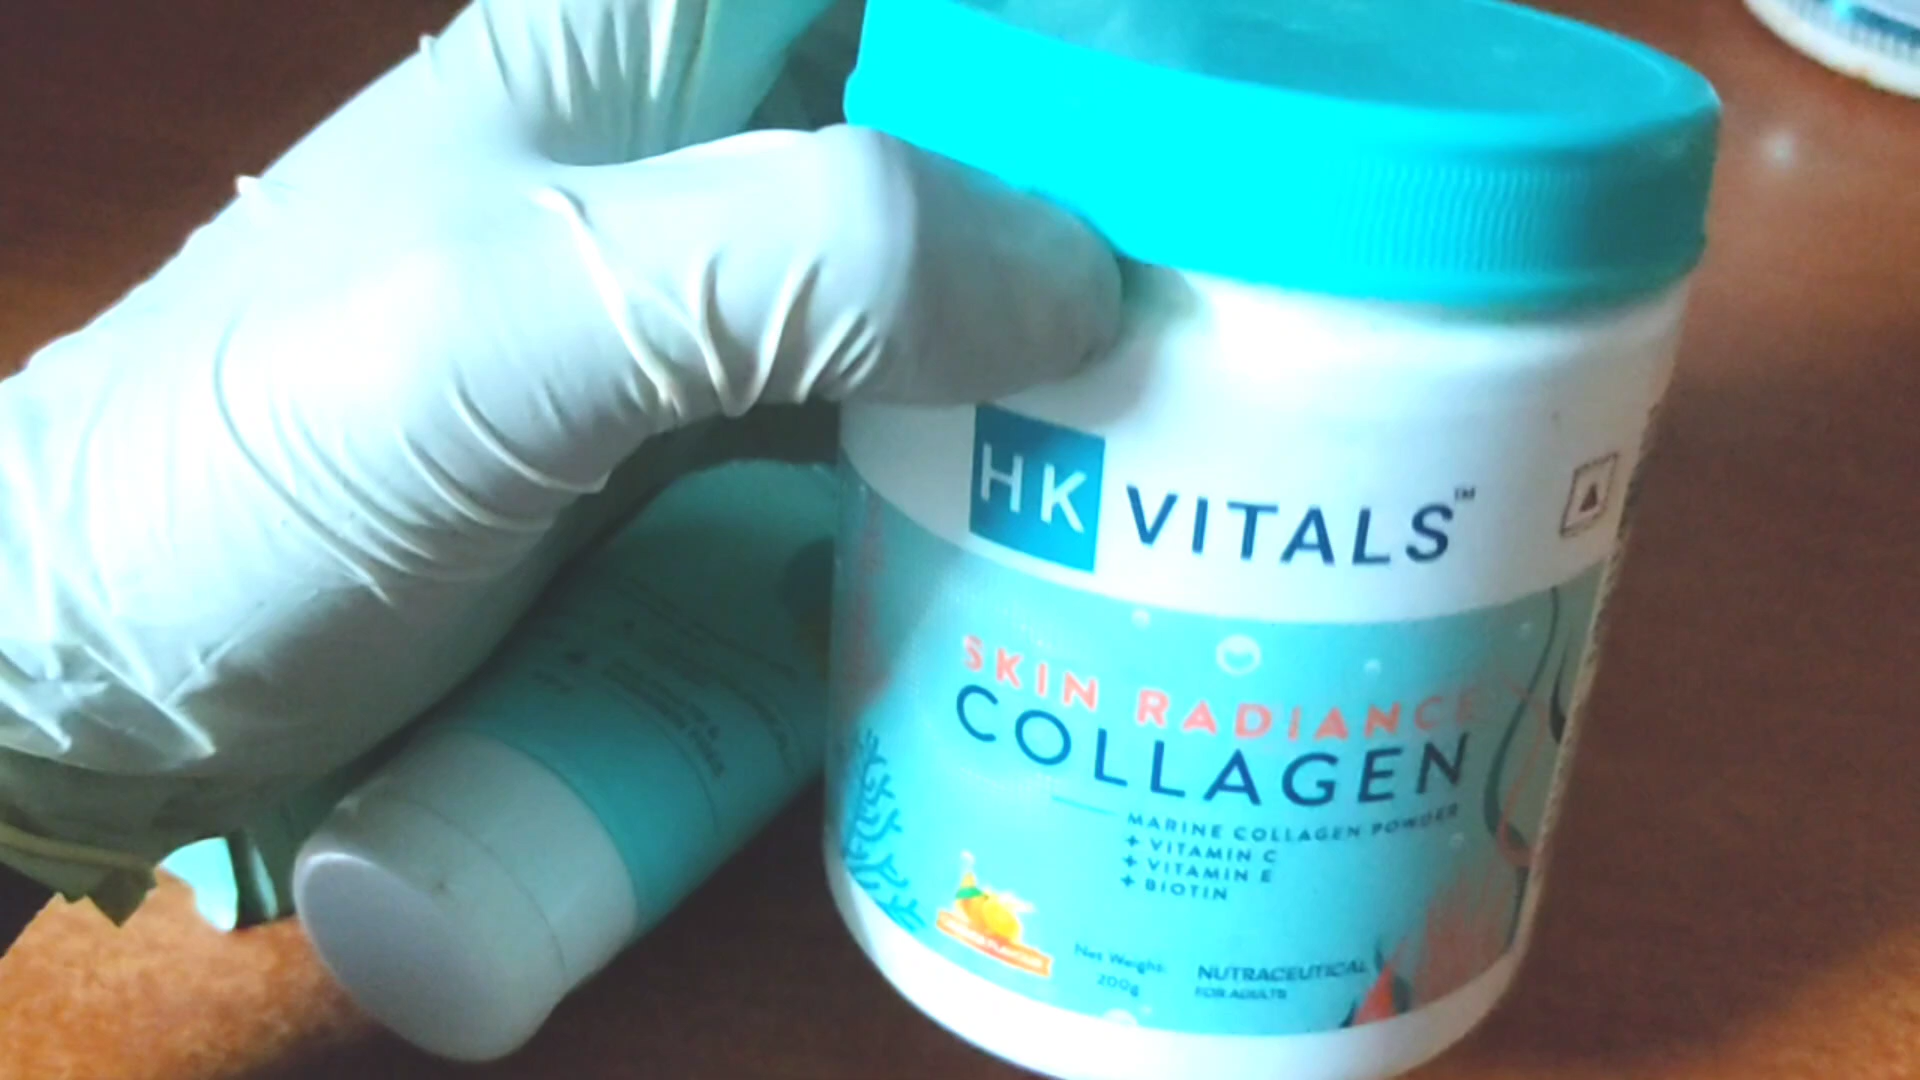 HK VITALS™
SKIN RADIANCE
COLLAGEN
MARINE COLLAGEN POWDER
+ VITAMIN C
+ VITAMIN E
+ BIOTIN
Net Weight:
200g
NUTRACEUTICAL
FOR ADULTS